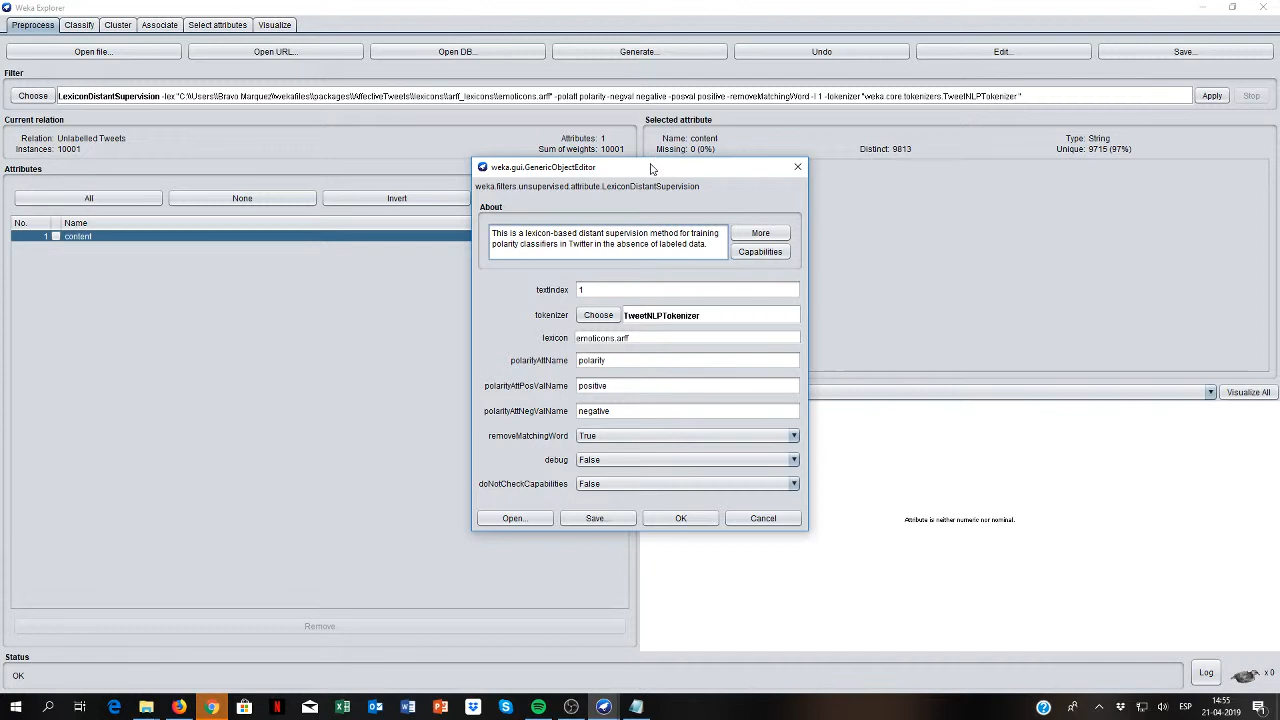 Weka Explorer
Preprocess Classify Cluster Associate Select attributes Visualize
Open file... Open URL... Open DB... Generate... Undo Edit... Save...
Filter
Choose LexiconDistantSupervision -lex "C:\\Users\\Bravo Marquez\\wekafiles\\packages\\AffectiveTweets\\lexicons\\arff_lexicons\\emoticons.arff" -polatt polarity -negval negative -posval positive -removeMatchingWord -I 1 -tokenizer "weka.core.tokenizers.TweetNLPTokenizer " Apply Stop
Current relation
Relation: Unlabelled Tweets Attributes: 1
Instances: 10001 Sum of weights: 10001
Selected attribute
Name: content Type: String
Missing: 0 (0%) Distinct: 9813 Unique: 9715 (97%)
Attributes
All None Invert
No. Name
1 content
Remove
weka.gui.GenericObjectEditor
weka.filters.unsupervised.attribute.LexiconDistantSupervision
About
This is a lexicon-based distant supervision method for training
polarity classifiers in Twitter in the absence of labeled data.
More
Capabilities
textIndex 1
tokenizer Choose TweetNLPTokenizer
lexicon emoticons.arff
polarityAttName polarity
polarityAttPosValName positive
polarityAttNegValName negative
removeMatchingWord True
debug False
doNotCheckCapabilities False
Open... Save... OK Cancel
Visualize All
Attribute is neither numeric nor nominal.
Status
OK
Log x 0
ESP
14:55
21-04-2019